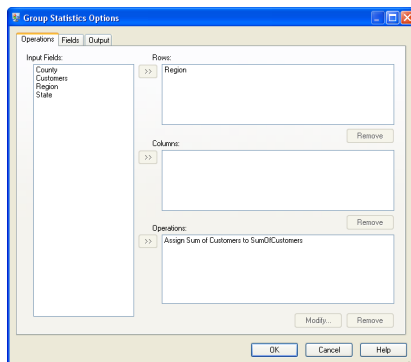 Group Statistics Options
Operations Fields Output
Input Fields:
County
Customers
Region
State
Rows:
>>
Region
Remove
Columns:
>>
Remove
Operations:
>>
Assign Sum of Customers to SumOfCustomers
Modify... Remove
OK Cancel Help